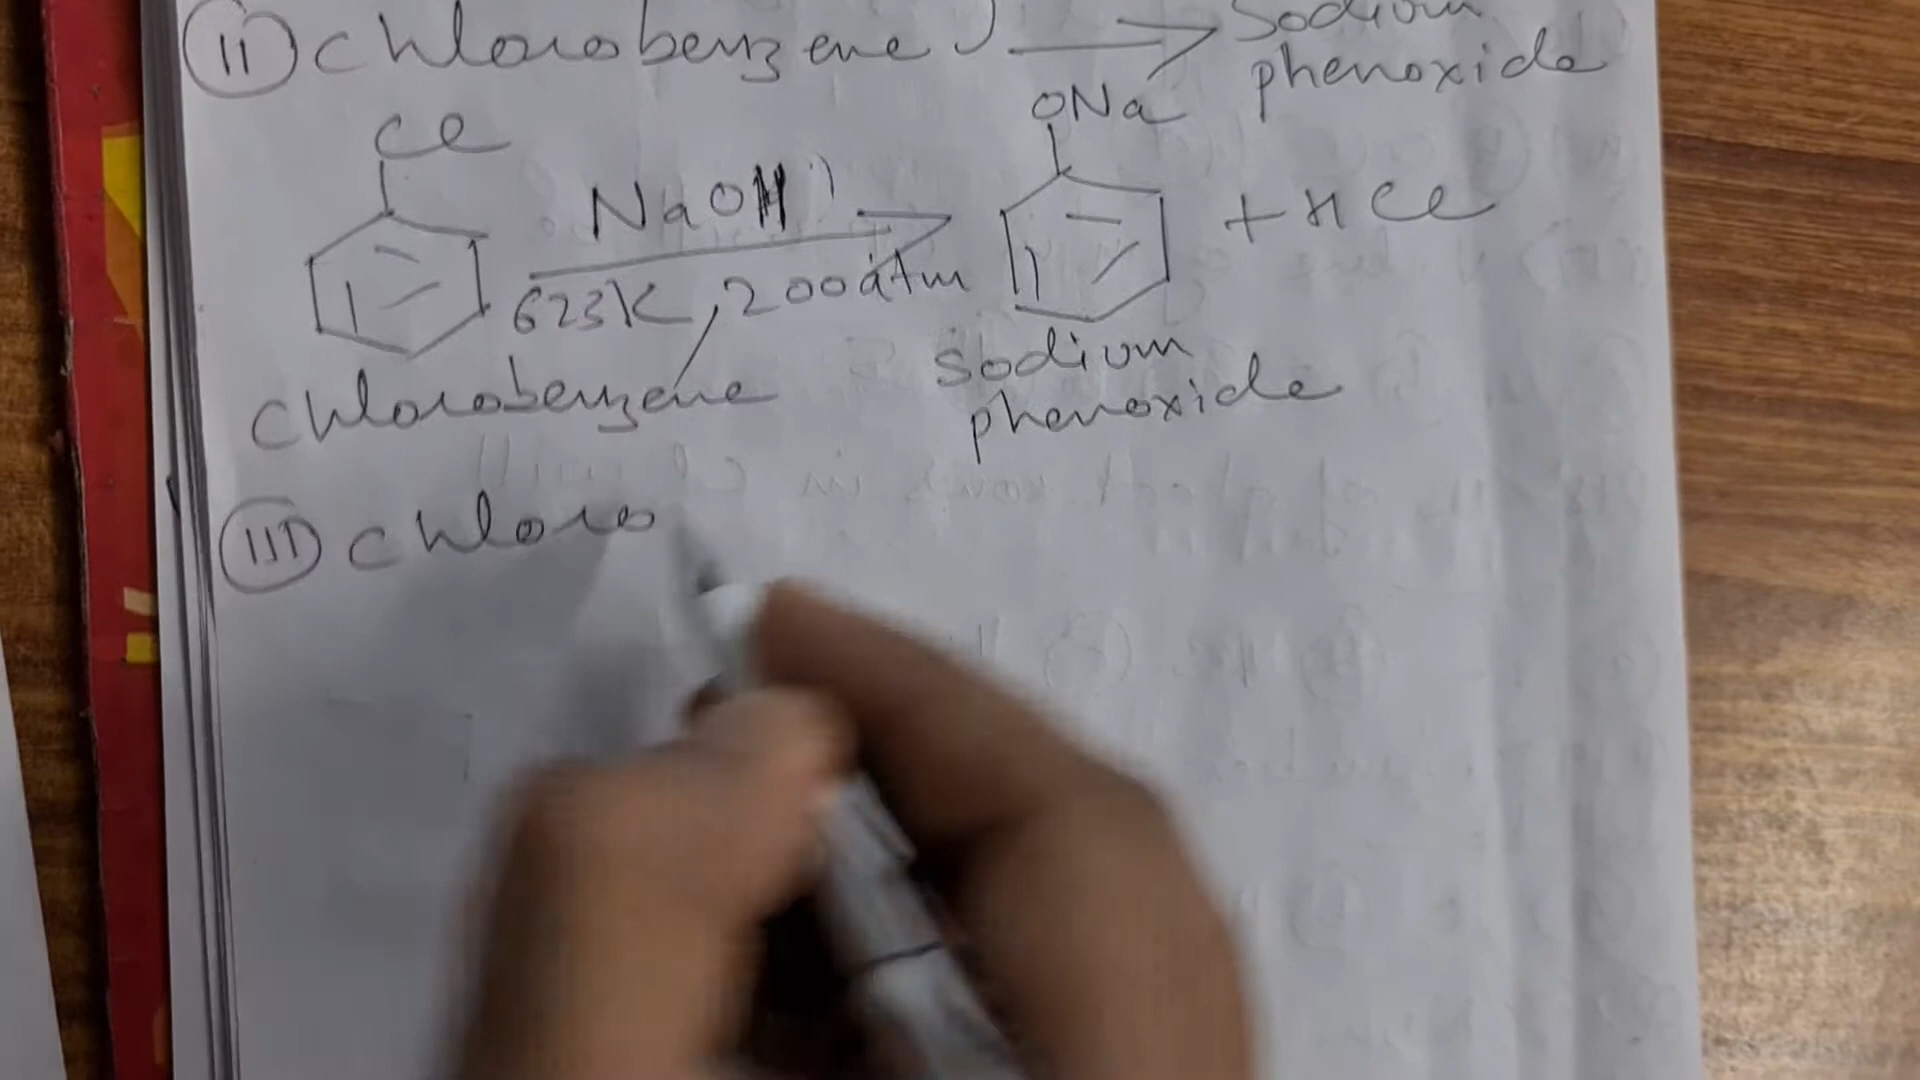 II Chlorobenzene → Sodium
phenoxide
Cl ONa
NaOH + HCl
623K, 200atm
Chlorobenzene sodium
phenoxide
III Chloro